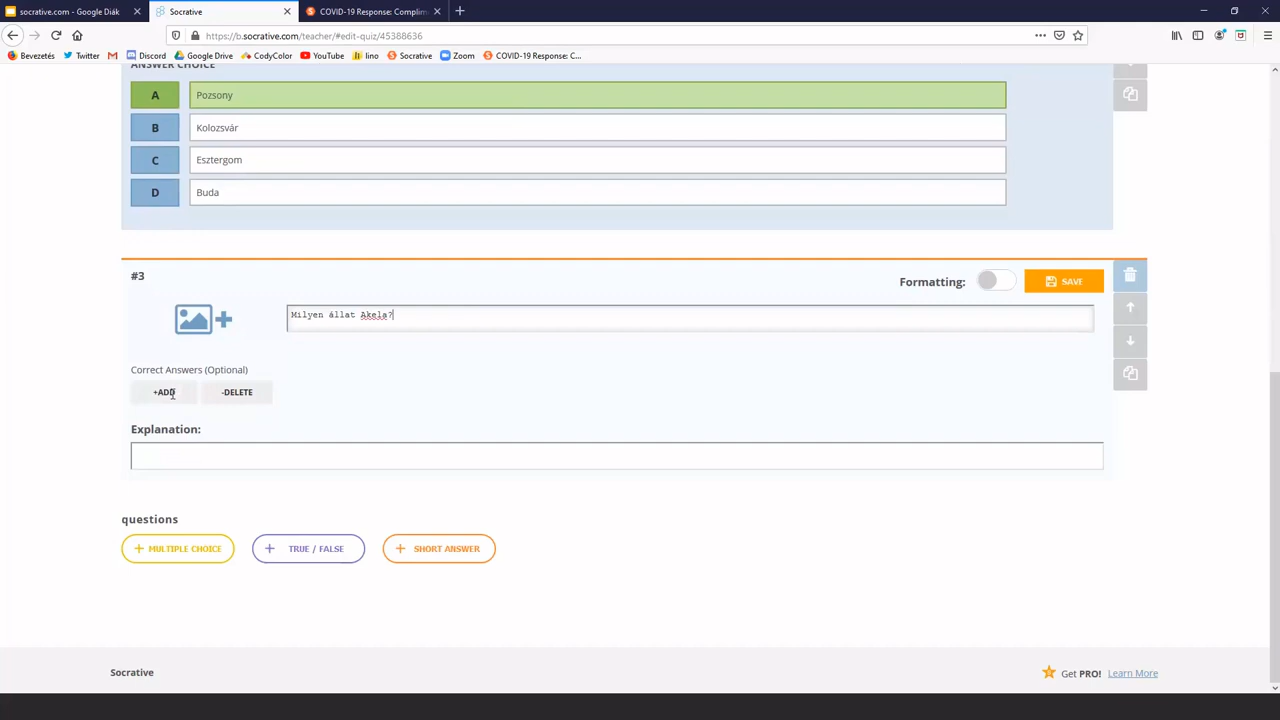 socrative.com - Google Diák
Socrative
COVID-19 Response: Complim
https://b.socrative.com/teacher/#edit-quiz/45388636
Bevezetés
Twitter
Discord
Google Drive
CodyColor
YouTube
lino
Socrative
Zoom
COVID-19 Response: C...
ANSWER CHOICE
A
Pozsony
B
Kolozsvár
C
Esztergom
D
Buda
#3
Formatting:
SAVE
Milyen állat Akela?
Correct Answers (Optional)
+ADD
-DELETE
Explanation:
questions
+ MULTIPLE CHOICE
+ TRUE / FALSE
+ SHORT ANSWER
Socrative
Get PRO! Learn More